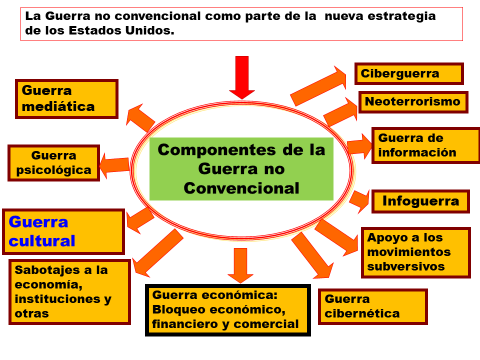 La Guerra no convencional como parte de la nueva estrategia
de los Estados Unidos.
Guerra
mediática
Guerra
psicológica
Guerra
cultural
Sabotajes a la
economía,
instituciones y
otras
Componentes de la
Guerra no
Convencional
Guerra económica:
Bloqueo económico,
financiero y comercial
Ciberguerra
Neoterrorismo
Guerra de
información
Infoguerra
Apoyo a los
movimientos
subversivos
Guerra
cibernética